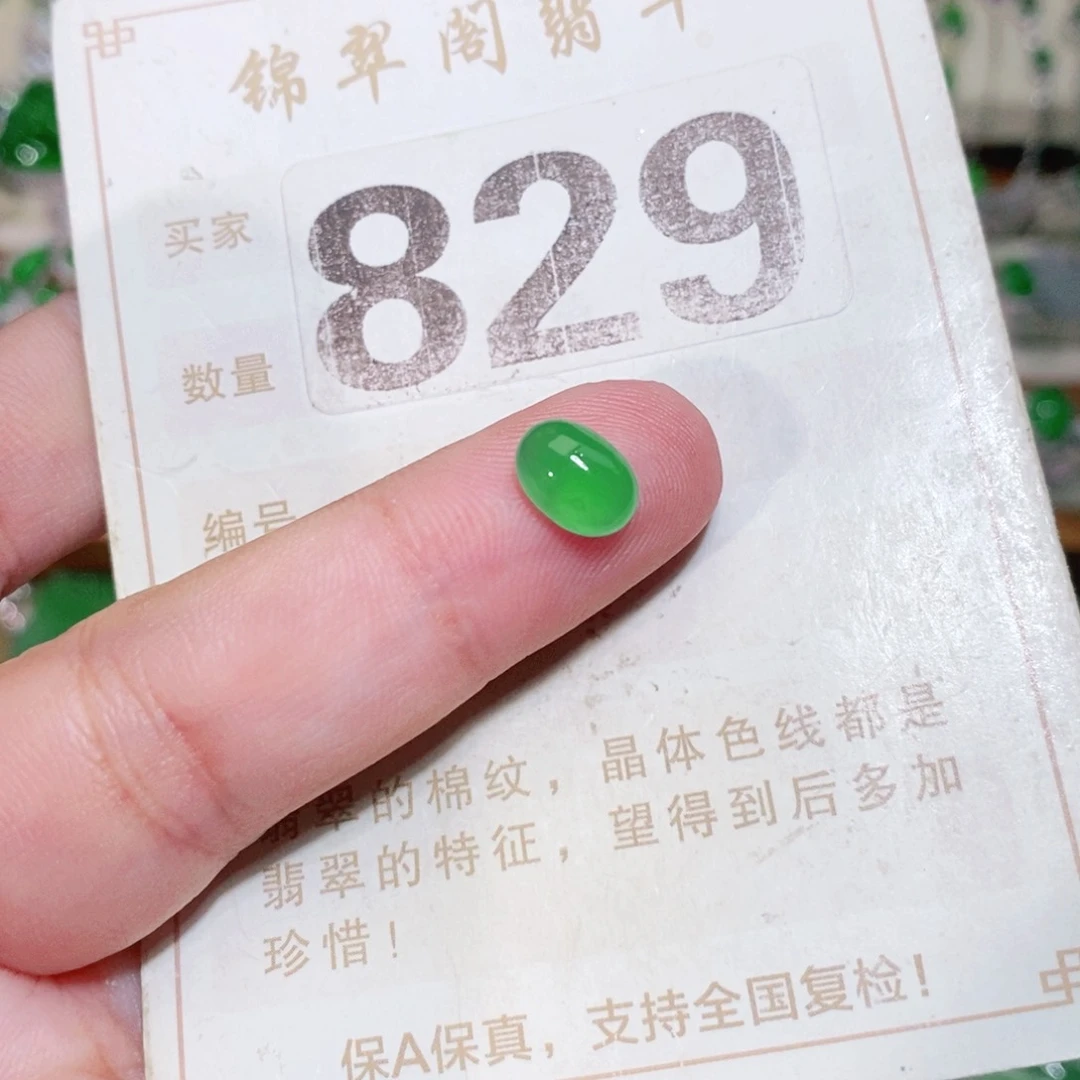 錦翠阁翡
买家
829
数量
编号
翡翠的棉纹，晶体色线都是
翡翠的特征，望得到后多加
珍惜！
保A保真，支持全国复检！